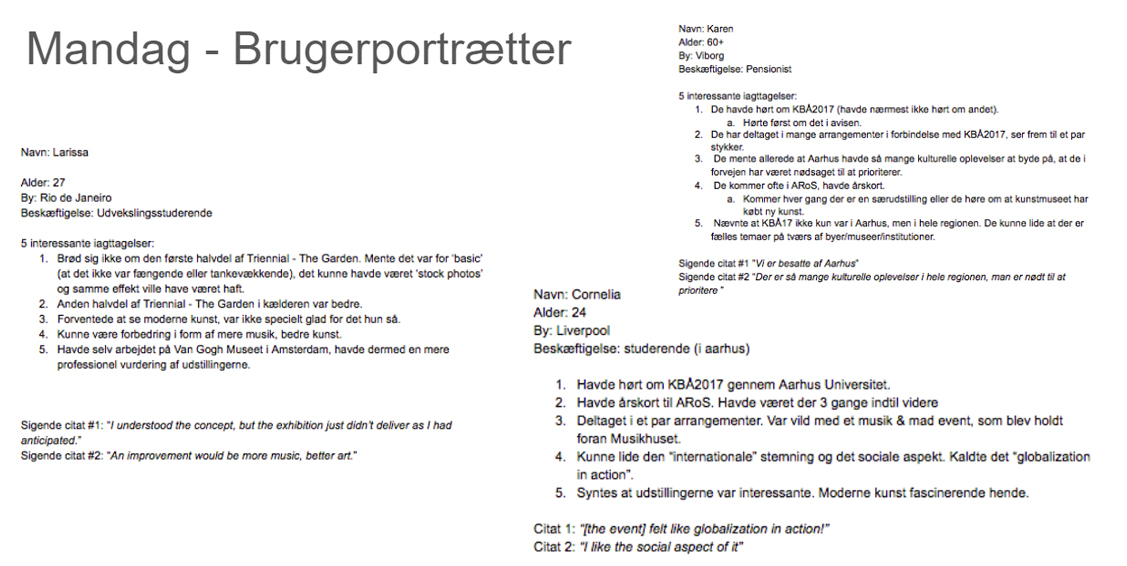 Mandag - Brugerportrætter
Navn: Larissa
Alder: 27
By: Rio de Janeiro
Beskæftigelse: Udvekslingsstuderende
5 interessante iagttagelser:
1. Brød sig ikke om den første halvdel af Triennial - The Garden. Mente det var for 'basic'
(at det ikke var fængende eller tankevækkende), det kunne havde været 'stock photos'
og samme effekt ville have været haft.
2. Anden halvdel af Triennial - The Garden i kælderen var bedre.
3. Forventede at se moderne kunst, var ikke specielt glad for det hun så.
4. Kunne være forbedring i form af mere musik, bedre kunst.
5. Havde selv arbejdet på Van Gogh Museet i Amsterdam, havde dermed en mere
professionel vurdering af udstillingerne.
Sigende citat #1: "I understood the concept, but the exhibition just didn't deliver as I had
anticipated."
Sigende citat #2: "An improvement would be more music, better art."
Navn: Karen
Alder: 60+
By: Viborg
Beskæftigelse: Pensionist
5 interessante iagttagelser:
1. De havde hørt om KBÅ2017 (havde nærmest ikke hørt om andet).
a. Hørte først om det i avisen.
2. De har deltaget i mange arrangementer i forbindelse med KBÅ2017, ser frem til et par
stykker.
3. De mente allerede at Aarhus havde så mange kulturelle oplevelser at byde på, at de i
forvejen har været nødsaget til at prioriterer.
4. De kommer ofte i ARoS, havde årskort.
a. Kommer hver gang der er en særudstilling eller de høre om at kunstmuseet har
købt ny kunst.
5. Nævnte at KBÅ17 ikke kun var i Aarhus, men i hele regionen. De kunne lide at der er
fælles temaer på tværs af byer/museer/institutioner.
Sigende citat #1 "Vi er besatte af Aarhus"
Sigende citat #2 "Der er så mange kulturelle oplevelser i hele regionen, man er nødt til at
prioritere "
Navn: Cornelia
Alder: 24
By: Liverpool
Beskæftigelse: studerende (i aarhus)
1. Havde hørt om KBÅ2017 gennem Aarhus Universitet.
2. Havde årskort til ARoS. Havde været der 3 gange indtil videre
3. Deltaget i et par arrangementer. Var vild med et musik & mad event, som blev holdt
foran Musikhuset.
4. Kunne lide den "internationale" stemning og det sociale aspekt. Kaldte det "globalization
in action".
5. Syntes at udstillingerne var interessante. Moderne kunst fascinerende hende.
Citat 1: "[the event] felt like globalization in action!"
Citat 2: "I like the social aspect of it"